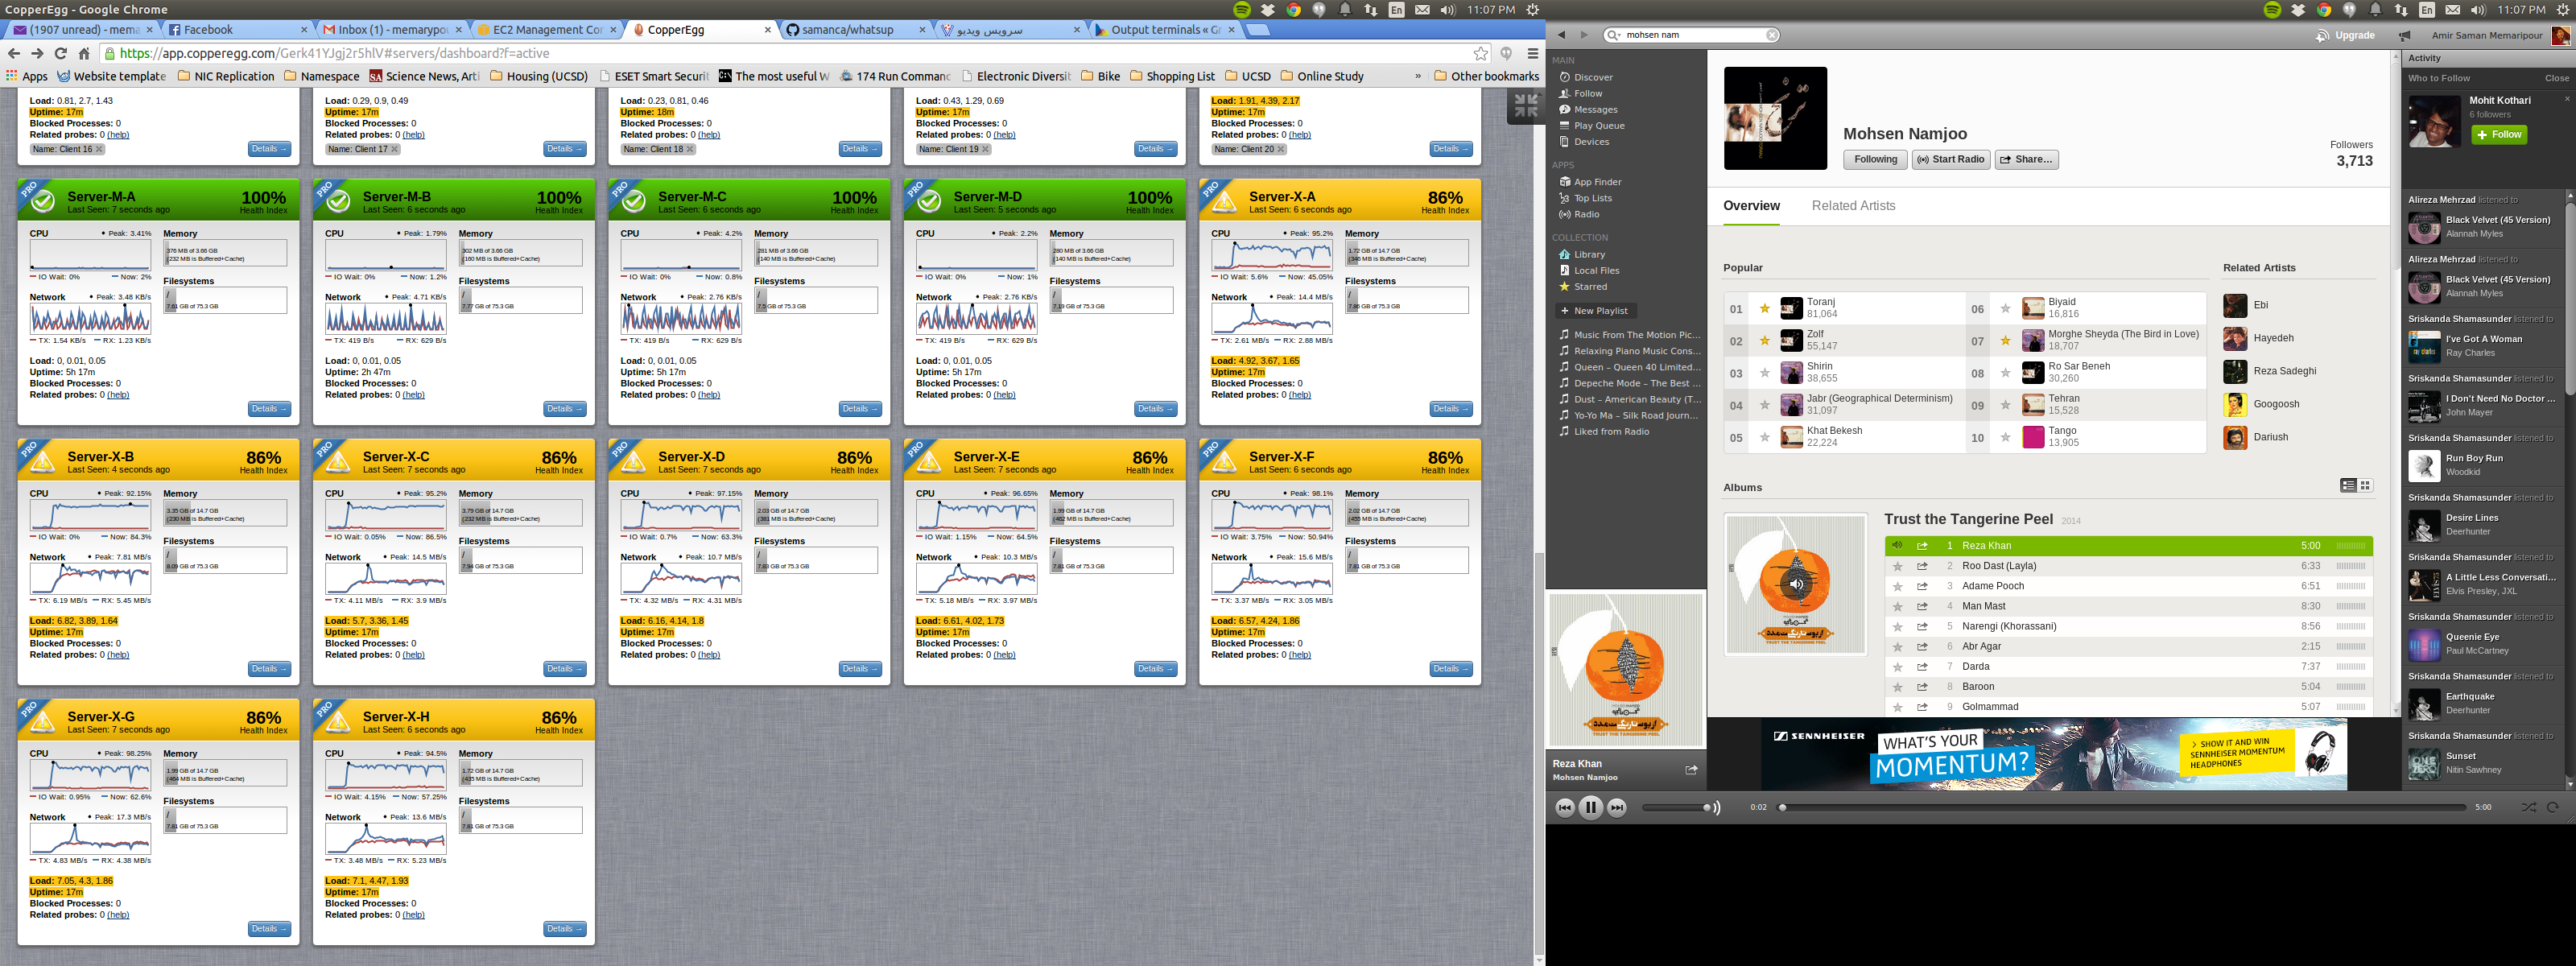 CopperEgg - Google Chrome
En 11:07 PM
En 11:07 PM
(1907 unread) - mema
Facebook
Inbox (1) - memarypou
EC2 Management Con
CopperEgg
samanca/whatsup
سرویس ویدیو
Output terminals « Gr
https://app.copperegg.com/Gerk41YJgj2r5hlV#servers/dashboard?f=active
Apps
Website template
NIC Replication
Namespace
Science News, Arti
Housing (UCSD)
ESET Smart Securit
The most useful W
174 Run Commanc
Electronic Diversit
Bike
Shopping List
UCSD
Online Study
»
Other bookmarks
Load: 0.81, 2.7, 1.43
Uptime: 17m
Blocked Processes: 0
Related probes: 0 (help)
Name: Client 16
Details →
Load: 0.29, 0.9, 0.49
Uptime: 17m
Blocked Processes: 0
Related probes: 0 (help)
Name: Client 17
Details →
Load: 0.23, 0.81, 0.46
Uptime: 18m
Blocked Processes: 0
Related probes: 0 (help)
Name: Client 18
Details →
Load: 0.43, 1.29, 0.69
Uptime: 17m
Blocked Processes: 0
Related probes: 0 (help)
Name: Client 19
Details →
Load: 1.91, 4.39, 2.17
Uptime: 17m
Blocked Processes: 0
Related probes: 0 (help)
Name: Client 20
Details →
PRO
Server-M-A 100%
Last Seen: 7 seconds ago Health Index
CPU Peak: 3.41%
IO Wait: 0% Now: 2%
Memory
376 MB of 3.66 GB
(232 MB is Buffered+Cache)
Filesystems
/
7.61 GB of 75.3 GB
Network Peak: 3.48 KB/s
TX: 1.54 KB/s RX: 1.23 KB/s
Load: 0, 0.01, 0.05
Uptime: 5h 17m
Blocked Processes: 0
Related probes: 0 (help)
Details →
PRO
Server-M-B 100%
Last Seen: 6 seconds ago Health Index
CPU Peak: 1.79%
IO Wait: 0% Now: 1.2%
Memory
302 MB of 3.66 GB
(160 MB is Buffered+Cache)
Filesystems
/
7.77 GB of 75.3 GB
Network Peak: 4.71 KB/s
TX: 419 B/s RX: 629 B/s
Load: 0, 0.01, 0.05
Uptime: 2h 47m
Blocked Processes: 0
Related probes: 0 (help)
Details →
PRO
Server-M-C 100%
Last Seen: 6 seconds ago Health Index
CPU Peak: 4.2%
IO Wait: 0% Now: 0.8%
Memory
281 MB of 3.66 GB
(140 MB is Buffered+Cache)
Filesystems
/
7.5 GB of 75.3 GB
Network Peak: 2.76 KB/s
TX: 419 B/s RX: 629 B/s
Load: 0, 0.01, 0.05
Uptime: 5h 17m
Blocked Processes: 0
Related probes: 0 (help)
Details →
PRO
Server-M-D 100%
Last Seen: 5 seconds ago Health Index
CPU Peak: 2.2%
IO Wait: 0% Now: 1%
Memory
280 MB of 3.66 GB
(140 MB is Buffered+Cache)
Filesystems
/
7.19 GB of 75.3 GB
Network Peak: 2.76 KB/s
TX: 419 B/s RX: 629 B/s
Load: 0, 0.01, 0.05
Uptime: 5h 17m
Blocked Processes: 0
Related probes: 0 (help)
Details →
PRO
Server-X-A 86%
Last Seen: 6 seconds ago Health Index
CPU Peak: 95.2%
IO Wait: 5.6% Now: 45.05%
Memory
1.72 GB of 14.7 GB
(346 MB is Buffered+Cache)
Filesystems
/
7.86 GB of 75.3 GB
Network Peak: 14.4 MB/s
TX: 2.61 MB/s RX: 2.88 MB/s
Load: 4.92, 3.67, 1.65
Uptime: 17m
Blocked Processes: 0
Related probes: 0 (help)
Details →
PRO
Server-X-B 86%
Last Seen: 4 seconds ago Health Index
CPU Peak: 92.15%
IO Wait: 0% Now: 84.3%
Memory
3.35 GB of 14.7 GB
(230 MB is Buffered+Cache)
Filesystems
/
8.09 GB of 75.3 GB
Network Peak: 7.81 MB/s
TX: 6.19 MB/s RX: 5.45 MB/s
Load: 6.82, 3.89, 1.64
Uptime: 17m
Blocked Processes: 0
Related probes: 0 (help)
Details →
PRO
Server-X-C 86%
Last Seen: 7 seconds ago Health Index
CPU Peak: 95.2%
IO Wait: 0.05% Now: 86.5%
Memory
3.79 GB of 14.7 GB
(232 MB is Buffered+Cache)
Filesystems
/
7.94 GB of 75.3 GB
Network Peak: 14.5 MB/s
TX: 4.11 MB/s RX: 3.9 MB/s
Load: 5.7, 3.36, 1.45
Uptime: 17m
Blocked Processes: 0
Related probes: 0 (help)
Details →
PRO
Server-X-D 86%
Last Seen: 7 seconds ago Health Index
CPU Peak: 97.15%
IO Wait: 0.7% Now: 63.3%
Memory
2.03 GB of 14.7 GB
(381 MB is Buffered+Cache)
Filesystems
/
7.83 GB of 75.3 GB
Network Peak: 10.7 MB/s
TX: 4.32 MB/s RX: 4.31 MB/s
Load: 6.16, 4.14, 1.8
Uptime: 17m
Blocked Processes: 0
Related probes: 0 (help)
Details →
PRO
Server-X-E 86%
Last Seen: 7 seconds ago Health Index
CPU Peak: 96.65%
IO Wait: 1.15% Now: 64.5%
Memory
1.99 GB of 14.7 GB
(462 MB is Buffered+Cache)
Filesystems
/
7.81 GB of 75.3 GB
Network Peak: 10.3 MB/s
TX: 5.18 MB/s RX: 3.97 MB/s
Load: 6.61, 4.02, 1.73
Uptime: 17m
Blocked Processes: 0
Related probes: 0 (help)
Details →
PRO
Server-X-F 86%
Last Seen: 6 seconds ago Health Index
CPU Peak: 98.1%
IO Wait: 3.75% Now: 50.94%
Memory
2.02 GB of 14.7 GB
(455 MB is Buffered+Cache)
Filesystems
/
7.81 GB of 75.3 GB
Network Peak: 15.6 MB/s
TX: 3.37 MB/s RX: 3.05 MB/s
Load: 6.57, 4.24, 1.86
Uptime: 17m
Blocked Processes: 0
Related probes: 0 (help)
Details →
PRO
Server-X-G 86%
Last Seen: 7 seconds ago Health Index
CPU Peak: 98.25%
IO Wait: 0.95% Now: 62.6%
Memory
1.99 GB of 14.7 GB
(464 MB is Buffered+Cache)
Filesystems
/
7.81 GB of 75.3 GB
Network Peak: 17.3 MB/s
TX: 4.83 MB/s RX: 4.38 MB/s
Load: 7.05, 4.3, 1.86
Uptime: 17m
Blocked Processes: 0
Related probes: 0 (help)
Details →
PRO
Server-X-H 86%
Last Seen: 6 seconds ago Health Index
CPU Peak: 94.5%
IO Wait: 4.15% Now: 57.25%
Memory
1.72 GB of 14.7 GB
(435 MB is Buffered+Cache)
Filesystems
/
7.81 GB of 75.3 GB
Network Peak: 13.6 MB/s
TX: 3.48 MB/s RX: 5.23 MB/s
Load: 7.1, 4.47, 1.93
Uptime: 17m
Blocked Processes: 0
Related probes: 0 (help)
Details →
mohsen nam
Upgrade
Amir Saman Memaripour
MAIN
Discover
Follow
Messages
Play Queue
Devices
APPS
App Finder
Top Lists
Radio
COLLECTION
Library
Local Files
Starred
New Playlist
Music From The Motion Pic...
Relaxing Piano Music Cons...
Queen – Queen 40 Limited...
Depeche Mode – The Best ...
Dust – American Beauty (T...
Yo-Yo Ma – Silk Road Journ...
Liked from Radio
Reza Khan
Mohsen Namjoo
Mohsen Namjoo
Following
Start Radio
Share...
Followers
3,713
Overview
Related Artists
Popular
01 Toranj
81,064
02 Zolf
55,147
03 Shirin
38,655
04 Jabr (Geographical Determinism)
31,097
05 Khat Bekesh
22,224
06 Biyaid
16,816
07 Morghe Sheyda (The Bird in Love)
18,707
08 Ro Sar Beneh
30,260
09 Tehran
15,528
10 Tango
13,905
Related Artists
Ebi
Hayedeh
Reza Sadeghi
Googoosh
Dariush
Albums
TRUST THE TANGERINE PEEL
Trust the Tangerine Peel 2014
1 Reza Khan 5:00
2 Roo Dast (Layla) 6:33
3 Adame Pooch 6:51
4 Man Mast 8:30
5 Narengi (Khorassani) 8:56
6 Abr Agar 2:15
7 Darda 7:37
8 Baroon 5:04
9 Golmammad 5:07
TRUST THE TANGERINE PEEL
SENNHEISER
WHAT'S YOUR
MOMENTUM?
> SHOW IT AND WIN
SENNHEISER MOMENTUM
HEADPHONES
0:02
5:00
Activity
Who to Follow Close
Mohit Kothari
6 followers
Follow
Alireza Mehrzad listened to
Black Velvet (45 Version)
Alannah Myles
Alireza Mehrzad listened to
Black Velvet (45 Version)
Alannah Myles
Sriskanda Shamasunder listened to
I've Got A Woman
Ray Charles
Sriskanda Shamasunder listened to
I Don't Need No Doctor ...
John Mayer
Sriskanda Shamasunder listened to
Run Boy Run
Woodkid
Sriskanda Shamasunder listened to
Desire Lines
Deerhunter
Sriskanda Shamasunder listened to
A Little Less Conversati...
Elvis Presley, JXL
Sriskanda Shamasunder listened to
Queenie Eye
Paul McCartney
Sriskanda Shamasunder listened to
Earthquake
Deerhunter
Sriskanda Shamasunder listened to
Sunset
Nitin Sawhney